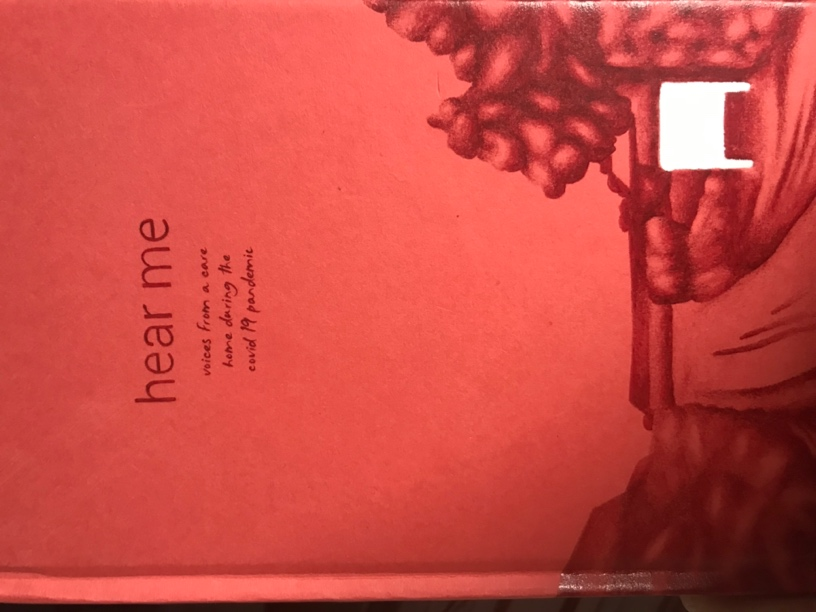 hear me
voices from a care
home during the
covid 19 pandemic